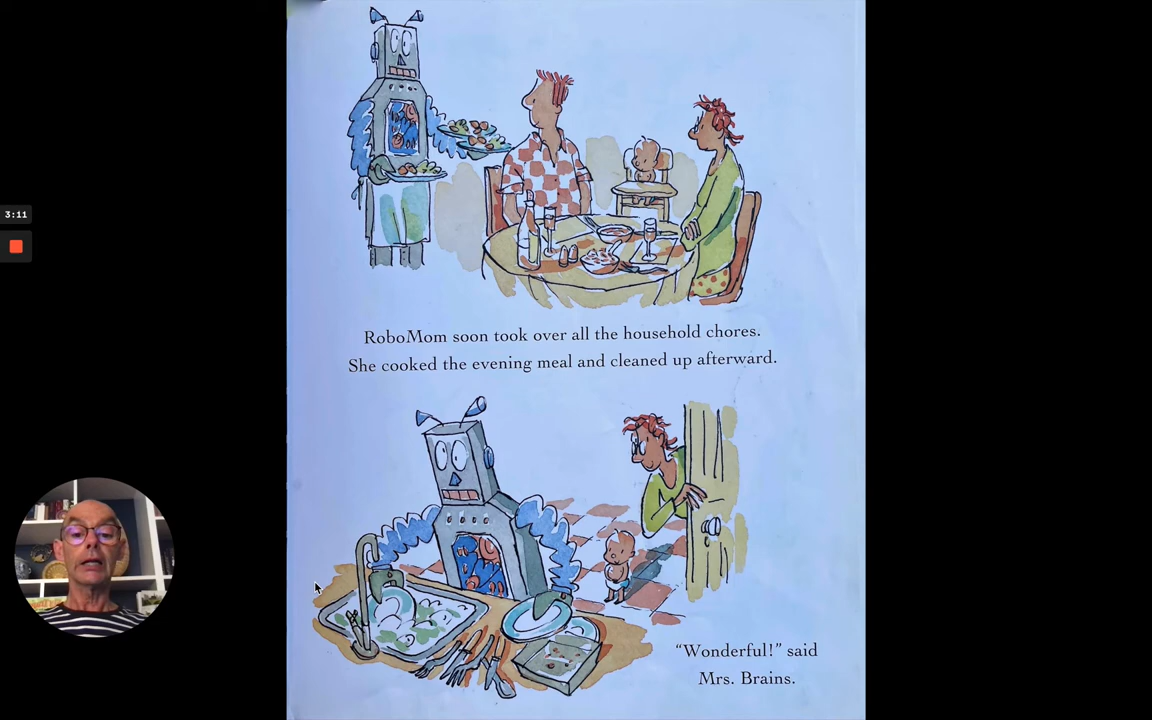 3:11
RoboMom soon took over all the household chores.
She cooked the evening meal and cleaned up afterward.
"Wonderful!" said
Mrs. Brains.